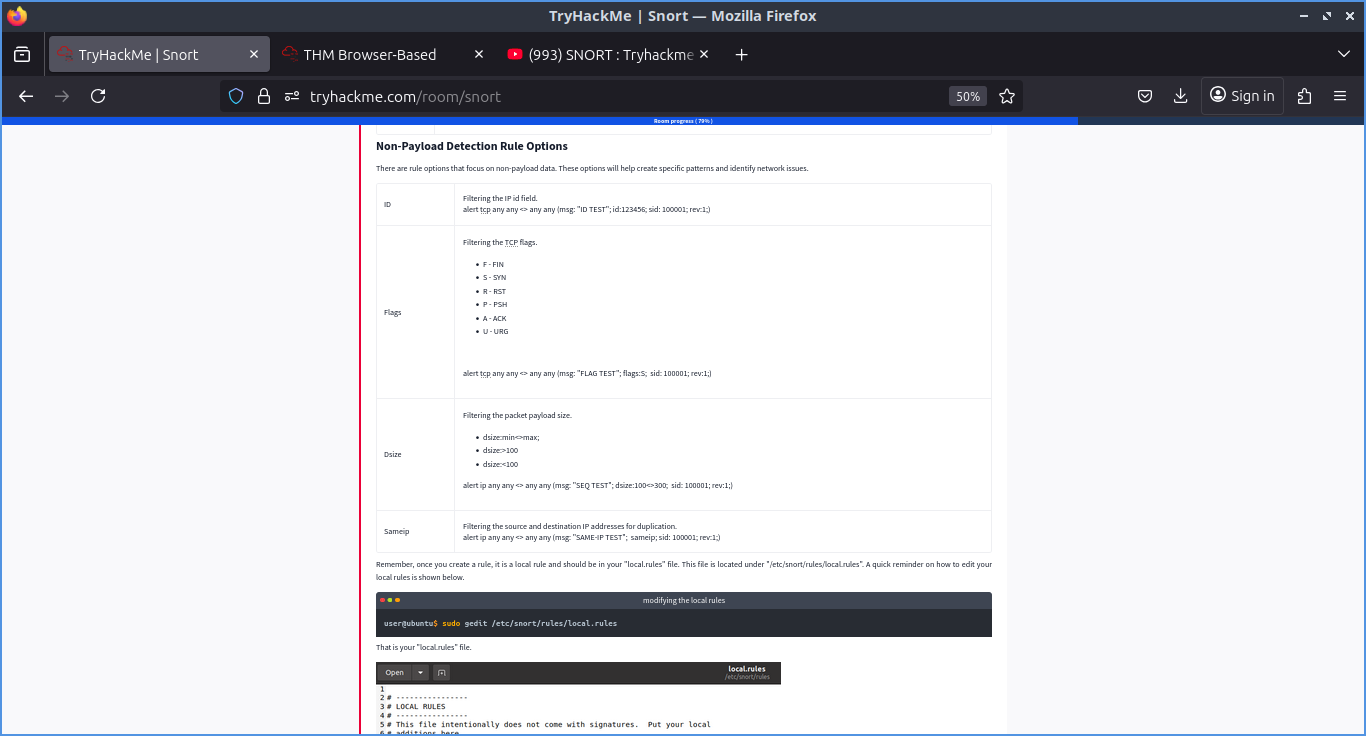 TryHackMe | Snort — Mozilla Firefox
TryHackMe | Snort
THM Browser-Based
(993) SNORT : Tryhackme
tryhackme.com/room/snort
50%
Sign in
Room progress ( 79% )
Non-Payload Detection Rule Options
There are rule options that focus on non-payload data. These options will help create specific patterns and identify network issues.
ID
Filtering the IP id field.
alert tcp any any <> any any (msg: "ID TEST"; id:123456; sid: 100001; rev:1;)
Flags
Filtering the TCP flags.
• F - FIN
• S - SYN
• R - RST
• P - PSH
• A - ACK
• U - URG
alert tcp any any <> any any (msg: "FLAG TEST"; flags:S;  sid: 100001; rev:1;)
Dsize
Filtering the packet payload size.
• dsize:min<>max;
• dsize:>100
• dsize:<100
alert ip any any <> any any (msg: "SEQ TEST"; dsize:100<>300;  sid: 100001; rev:1;)
Sameip
Filtering the source and destination IP addresses for duplication.
alert ip any any <> any any (msg: "SAME-IP TEST";  sameip; sid: 100001; rev:1;)
Remember, once you create a rule, it is a local rule and should be in your "local.rules" file. This file is located under "/etc/snort/rules/local.rules". A quick reminder on how to edit your
local rules is shown below.
modifying the local rules
user@ubuntu$ sudo gedit /etc/snort/rules/local.rules
That is your "local.rules" file.
Open
local.rules
/etc/snort/rules
1
2 # ----------------
3 # LOCAL RULES
4 # ----------------
5 # This file intentionally does not come with signatures.  Put your local
6 # additions here